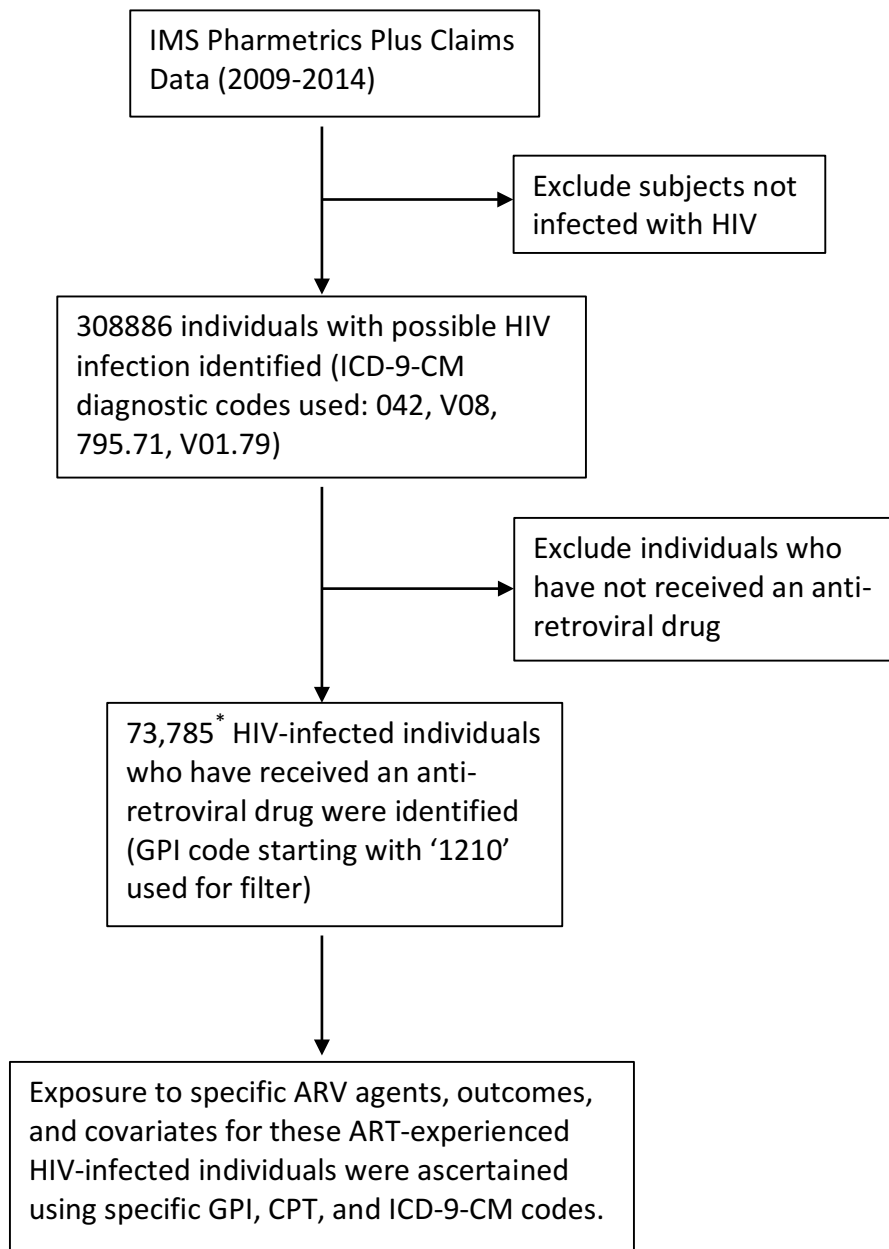 IMS Pharmetrics Plus Claims
Data (2009-2014)
Exclude subjects not
infected with HIV
308886 individuals with possible HIV
infection identified (ICD-9-CM
diagnostic codes used: 042, V08,
795.71, V01.79)
Exclude individuals who
have not received an anti-
retroviral drug
73,785* HIV-infected individuals
who have received an anti-
retroviral drug were identified
(GPI code starting with ‘1210’
used for filter)
Exposure to specific ARV agents, outcomes,
and covariates for these ART-experienced
HIV-infected individuals were ascertained
using specific GPI, CPT, and ICD-9-CM codes.